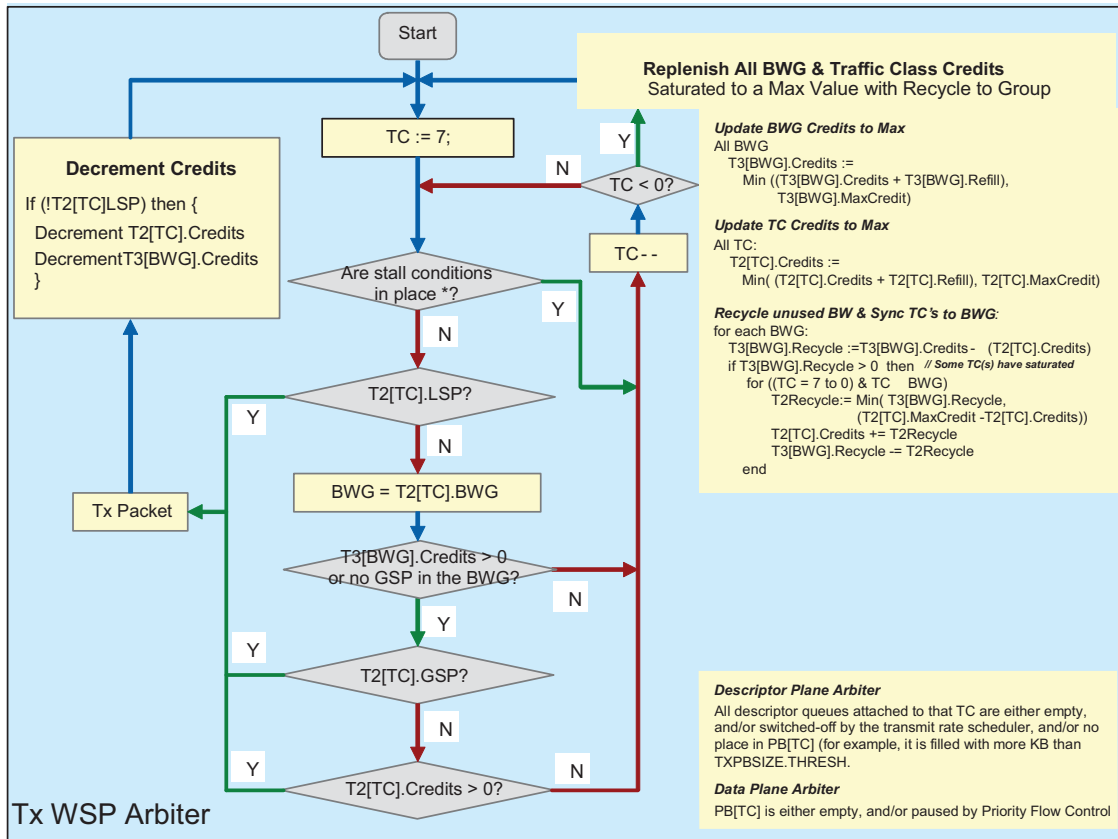 Start
Replenish All BWG & Traffic Class Credits
Saturated to a Max Value with Recycle to Group
Update BWG Credits to Max
All BWG
T3[BWG].Credits :=
Min ((T3[BWG].Credits + T3[BWG].Refill),
T3[BWG].MaxCredit)
Update TC Credits to Max
All TC:
T2[TC].Credits :=
Min( (T2[TC].Credits + T2[TC].Refill), T2[TC].MaxCredit)
Recycle unused BW & Sync TC's to BWG:
for each BWG:
T3[BWG].Recycle :=T3[BWG].Credits - (T2[TC].Credits)
if T3[BWG].Recycle > 0 then // Some TC(s) have saturated
for ((TC = 7 to 0) & TC BWG)
T2Recycle:= Min( T3[BWG].Recycle,
(T2[TC].MaxCredit -T2[TC].Credits))
T2[TC].Credits += T2Recycle
T3[BWG].Recycle -= T2Recycle
end
TC := 7;
Y
N
TC < 0?
TC - -
Decrement Credits
If (!T2[TC]LSP) then {
Decrement T2[TC].Credits
DecrementT3[BWG].Credits
}
Are stall conditions
in place *?
Y
N
T2[TC].LSP?
Y
N
BWG = T2[TC].BWG
Tx Packet
T3[BWG].Credits > 0
or no GSP in the BWG?
N
Y
Y
T2[TC].GSP?
N
Y
T2[TC].Credits > 0?
N
Descriptor Plane Arbiter
All descriptor queues attached to that TC are either empty,
and/or switched-off by the transmit rate scheduler, and/or no
place in PB[TC] (for example, it is filled with more KB than
TXPBSIZE.THRESH.
Data Plane Arbiter
PB[TC] is either empty, and/or paused by Priority Flow Control
Tx WSP Arbiter